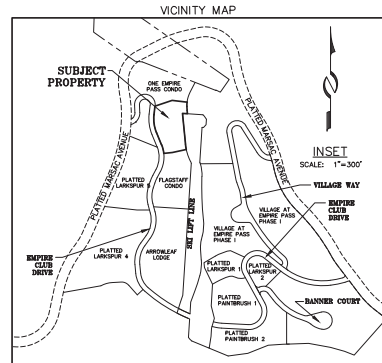 VICINITY MAP
SUBJECT
PROPERTY
ONE EMPIRE
PASS CONDO
PLATTED MARSAC AVENUE
PLATTED MARSAC AVENUE
INSET
SCALE: 1"=300'
VILLAGE WAY
PLATTED
LARKSPUR 5
FLAGSTAFF
CONDO
SKI LIFT LINE
VILLAGE AT
EMPIRE PASS
PHASE I
EMPIRE
CLUB
DRIVE
VILLAGE AT
EMPIRE PASS
PHASE I
EMPIRE
CLUB
DRIVE
PLATTED
LARKSPUR 4
ARROWLEAF
LODGE
PLATTED
LARKSPUR 1
PLATTED
LARKSPUR
2
PLATTED
PAINTBRUSH 1
BANNER COURT
PLATTED
PAINTBRUSH 2